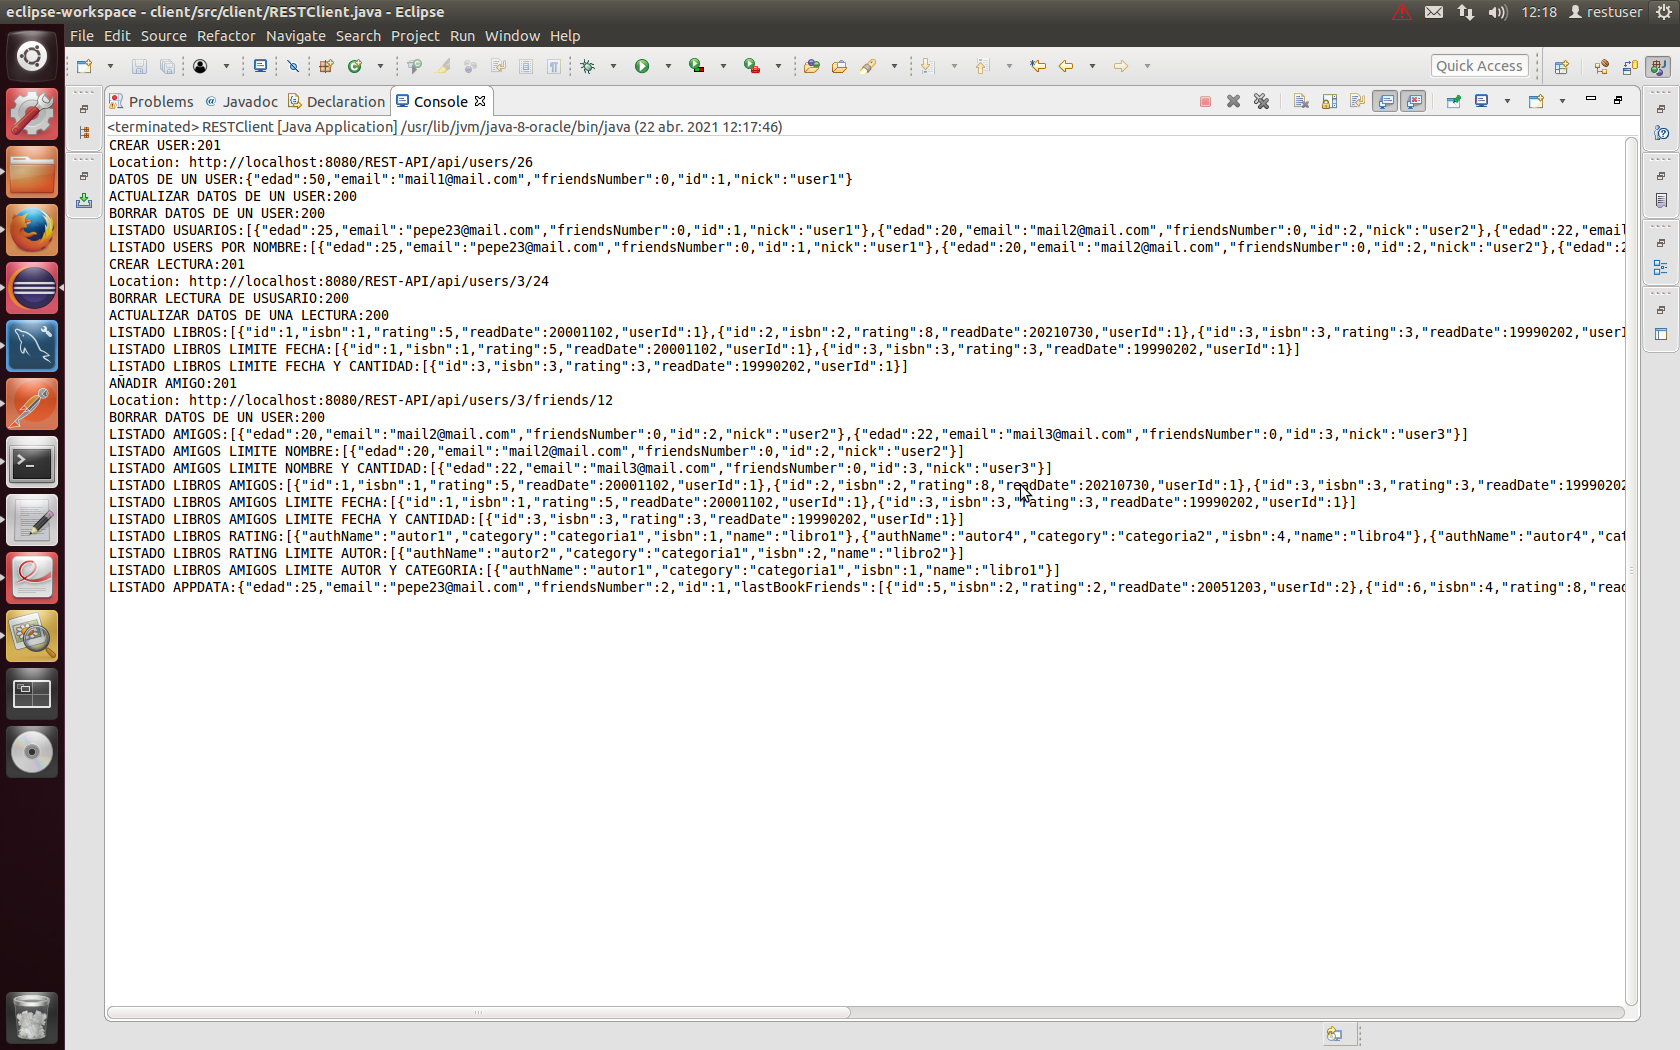 eclipse-workspace - client/src/client/RESTClient.java - Eclipse
12:18 restuser
File Edit Source Refactor Navigate Search Project Run Window Help
Quick Access
Problems @ Javadoc Declaration Console
<terminated> RESTClient [Java Application] /usr/lib/jvm/java-8-oracle/bin/java (22 abr. 2021 12:17:46)
CREAR USER:201
Location: http://localhost:8080/REST-API/api/users/26
DATOS DE UN USER:{"edad":50,"email":"mail1@mail.com","friendsNumber":0,"id":1,"nick":"user1"}
ACTUALIZAR DATOS DE UN USER:200
BORRAR DATOS DE UN USER:200
LISTADO USUARIOS:[{"edad":25,"email":"pepe23@mail.com","friendsNumber":0,"id":1,"nick":"user1"},{"edad":20,"email":"mail2@mail.com","friendsNumber":0,"id":2,"nick":"user2"},{"edad":22,"email
LISTADO USERS POR NOMBRE:[{"edad":25,"email":"pepe23@mail.com","friendsNumber":0,"id":1,"nick":"user1"},{"edad":20,"email":"mail2@mail.com","friendsNumber":0,"id":2,"nick":"user2"},{"edad":2
CREAR LECTURA:201
Location: http://localhost:8080/REST-API/api/users/3/24
BORRAR LECTURA DE USUSARIO:200
ACTUALIZAR DATOS DE UNA LECTURA:200
LISTADO LIBROS:[{"id":1,"isbn":1,"rating":5,"readDate":20001102,"userId":1},{"id":2,"isbn":2,"rating":8,"readDate":20210730,"userId":1},{"id":3,"isbn":3,"rating":3,"readDate":19990202,"userI
LISTADO LIBROS LIMITE FECHA:[{"id":1,"isbn":1,"rating":5,"readDate":20001102,"userId":1},{"id":3,"isbn":3,"rating":3,"readDate":19990202,"userId":1}]
LISTADO LIBROS LIMITE FECHA Y CANTIDAD:[{"id":3,"isbn":3,"rating":3,"readDate":19990202,"userId":1}]
AÑADIR AMIGO:201
Location: http://localhost:8080/REST-API/api/users/3/friends/12
BORRAR DATOS DE UN USER:200
LISTADO AMIGOS:[{"edad":20,"email":"mail2@mail.com","friendsNumber":0,"id":2,"nick":"user2"},{"edad":22,"email":"mail3@mail.com","friendsNumber":0,"id":3,"nick":"user3"}]
LISTADO AMIGOS LIMITE NOMBRE:[{"edad":20,"email":"mail2@mail.com","friendsNumber":0,"id":2,"nick":"user2"}]
LISTADO AMIGOS LIMITE NOMBRE Y CANTIDAD:[{"edad":22,"email":"mail3@mail.com","friendsNumber":0,"id":3,"nick":"user3"}]
LISTADO LIBROS AMIGOS:[{"id":1,"isbn":1,"rating":5,"readDate":20001102,"userId":1},{"id":2,"isbn":2,"rating":8,"readDate":20210730,"userId":1},{"id":3,"isbn":3,"rating":3,"readDate":19990202
LISTADO LIBROS AMIGOS LIMITE FECHA:[{"id":1,"isbn":1,"rating":5,"readDate":20001102,"userId":1},{"id":3,"isbn":3,"rating":3,"readDate":19990202,"userId":1}]
LISTADO LIBROS AMIGOS LIMITE FECHA Y CANTIDAD:[{"id":3,"isbn":3,"rating":3,"readDate":19990202,"userId":1}]
LISTADO LIBROS RATING:[{"authName":"autor1","category":"categoria1","isbn":1,"name":"libro1"},{"authName":"autor4","category":"categoria2","isbn":4,"name":"libro4"},{"authName":"autor4","cat
LISTADO LIBROS RATING LIMITE AUTOR:[{"authName":"autor2","category":"categoria1","isbn":2,"name":"libro2"}]
LISTADO LIBROS AMIGOS LIMITE AUTOR Y CATEGORIA:[{"authName":"autor1","category":"categoria1","isbn":1,"name":"libro1"}]
LISTADO APPDATA:{"edad":25,"email":"pepe23@mail.com","friendsNumber":2,"id":1,"lastBookFriends":[{"id":5,"isbn":2,"rating":2,"readDate":20051203,"userId":2},{"id":6,"isbn":4,"rating":8,"read